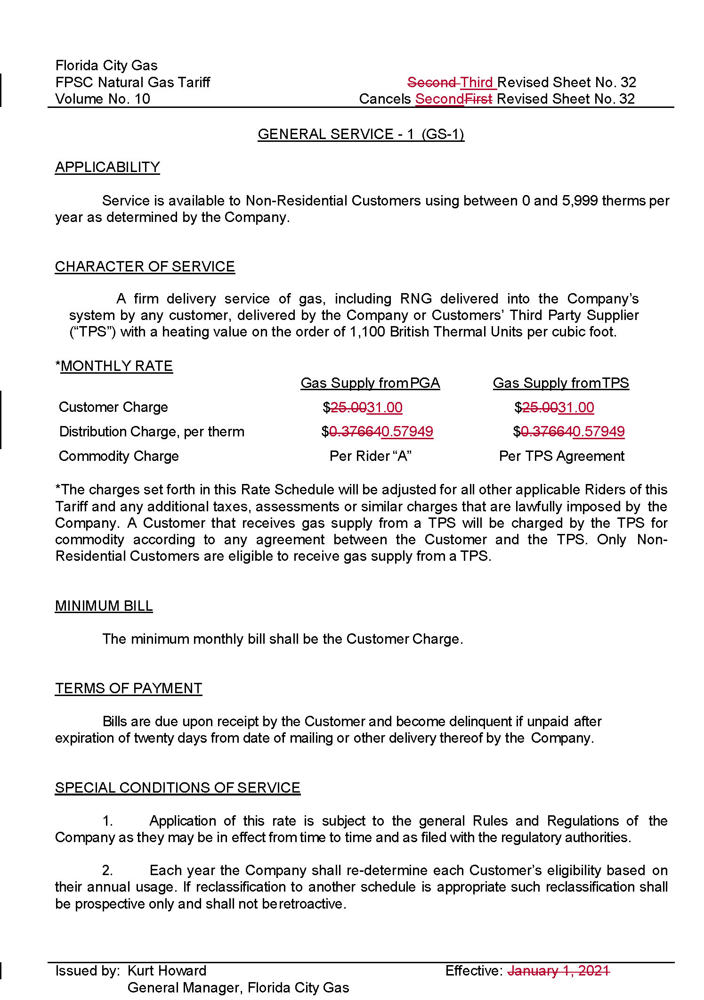 Florida City Gas
FPSC Natural Gas Tariff Second Third Revised Sheet No. 32
Volume No. 10 Cancels SecondFirst Revised Sheet No. 32
GENERAL SERVICE - 1 (GS-1)
APPLICABILITY
Service is available to Non-Residential Customers using between 0 and 5,999 therms per
year as determined by the Company.
CHARACTER OF SERVICE
A firm delivery service of gas, including RNG delivered into the Company’s
system by any customer, delivered by the Company or Customers’ Third Party Supplier
(“TPS”) with a heating value on the order of 1,100 British Thermal Units per cubic foot.
*MONTHLY RATE
Gas Supply from PGA Gas Supply from TPS
Customer Charge $25.0031.00 $25.0031.00
Distribution Charge, per therm $0.376640.57949 $0.376640.57949
Commodity Charge Per Rider “A” Per TPS Agreement
*The charges set forth in this Rate Schedule will be adjusted for all other applicable Riders of this
Tariff and any additional taxes, assessments or similar charges that are lawfully imposed by the
Company. A Customer that receives gas supply from a TPS will be charged by the TPS for
commodity according to any agreement between the Customer and the TPS. Only Non-
Residential Customers are eligible to receive gas supply from a TPS.
MINIMUM BILL
The minimum monthly bill shall be the Customer Charge.
TERMS OF PAYMENT
Bills are due upon receipt by the Customer and become delinquent if unpaid after
expiration of twenty days from date of mailing or other delivery thereof by the Company.
SPECIAL CONDITIONS OF SERVICE
1. Application of this rate is subject to the general Rules and Regulations of the
Company as they may be in effect from time to time and as filed with the regulatory authorities.
2. Each year the Company shall re-determine each Customer’s eligibility based on
their annual usage. If reclassification to another schedule is appropriate such reclassification shall
be prospective only and shall not be retroactive.
Issued by: Kurt Howard Effective: January 1, 2021
General Manager, Florida City Gas